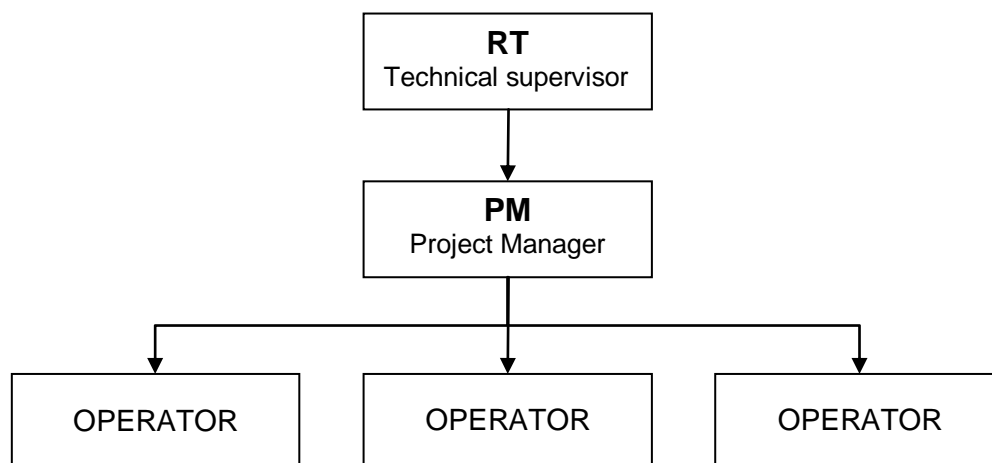 RT
Technical supervisor
PM
Project Manager
OPERATOR
OPERATOR
OPERATOR